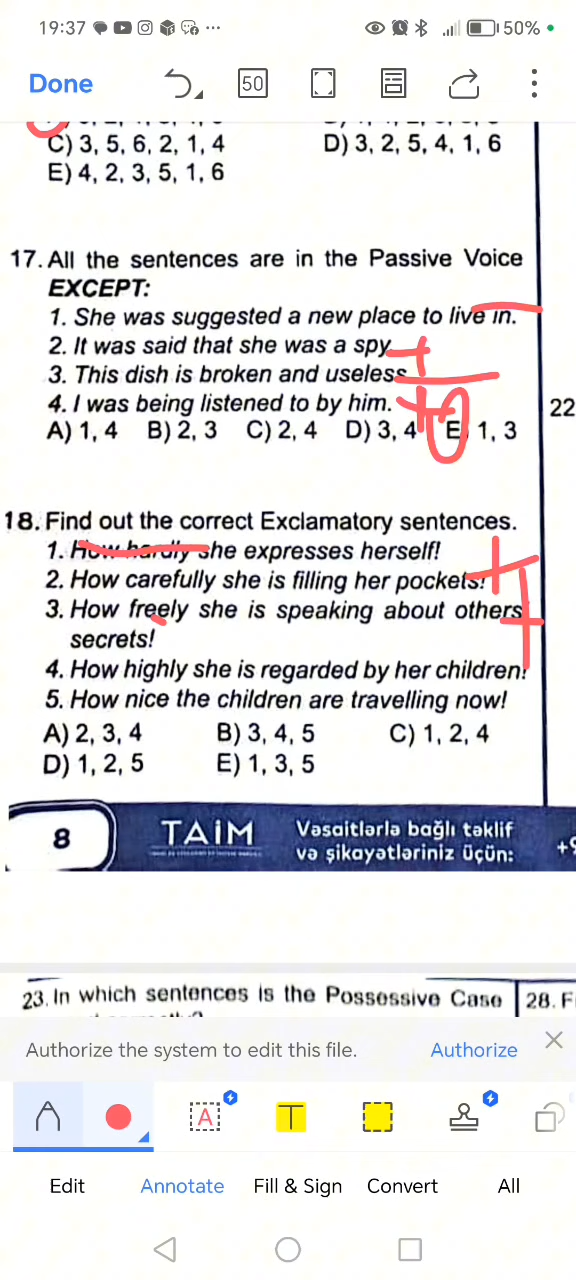 19:37 50%
Done 50
C) 3, 5, 6, 2, 1, 4 D) 3, 2, 5, 4, 1, 6
E) 4, 2, 3, 5, 1, 6
17. All the sentences are in the Passive Voice
EXCEPT:
1. She was suggested a new place to live in.
2. It was said that she was a spy
3. This dish is broken and useless
4. I was being listened to by him.
A) 1, 4 B) 2, 3 C) 2, 4 D) 3, 4 E 1, 3
22
18. Find out the correct Exclamatory sentences.
1. How hardly she expresses herself!
2. How carefully she is filling her pockets!
3. How freely she is speaking about others
secrets!
4. How highly she is regarded by her children!
5. How nice the children are travelling now!
A) 2, 3, 4 B) 3, 4, 5 C) 1, 2, 4
D) 1, 2, 5 E) 1, 3, 5
8 TAİM Vəsaitlərlə bağlı təklif
və şikayətləriniz üçün:
23. In which sentences is the Possessive Case 28. F
Authorize the system to edit this file. Authorize
A T
Edit Annotate Fill & Sign Convert All